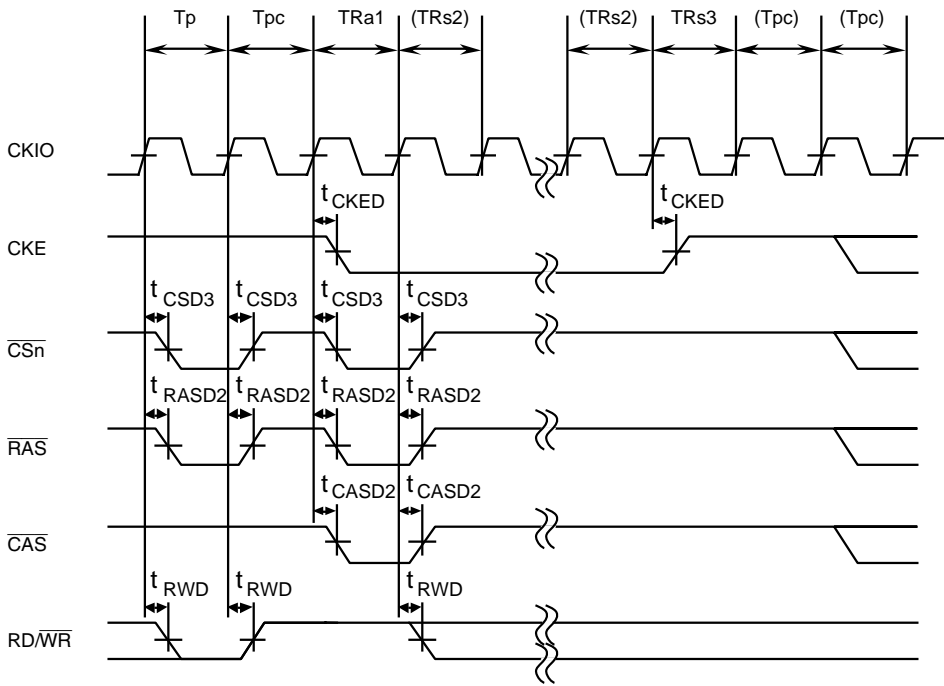 Tp Tpc TRa1 (TRs2) (TRs2) TRs3 (Tpc) (Tpc)
CKIO
tCKED tCKED
CKE
tCSD3 tCSD3 tCSD3 tCSD3
CSn
tRASD2 tRASD2 tRASD2 tRASD2
RAS
tCASD2 tCASD2
CAS
tRWD tRWD tRWD
RD/WR